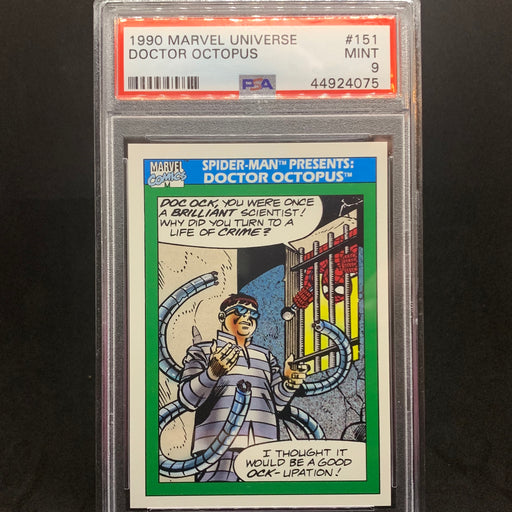 1990 MARVEL UNIVERSE #151
DOCTOR OCTOPUS MINT
9
PSA 44924075
MARVEL
COMICS
SPIDER-MAN™ PRESENTS:
DOCTOR OCTOPUS™
DOC OCK, YOU WERE ONCE
A BRILLIANT SCIENTIST!
WHY DID YOU TURN TO A
LIFE OF CRIME?
I THOUGHT IT
WOULD BE A GOOD
OCK-UPATION!